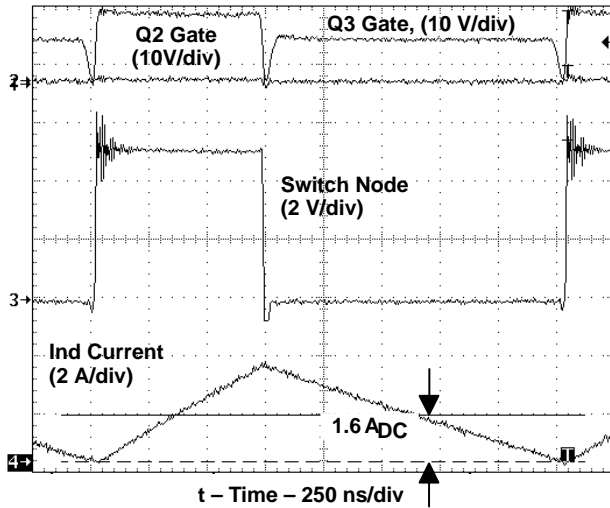 Q2 Gate
(10V/div)
Q3 Gate, (10 V/div)
Switch Node
(2 V/div)
3
Ind Current
(2 A/div)
1.6 ADC
4
T
t – Time – 250 ns/div